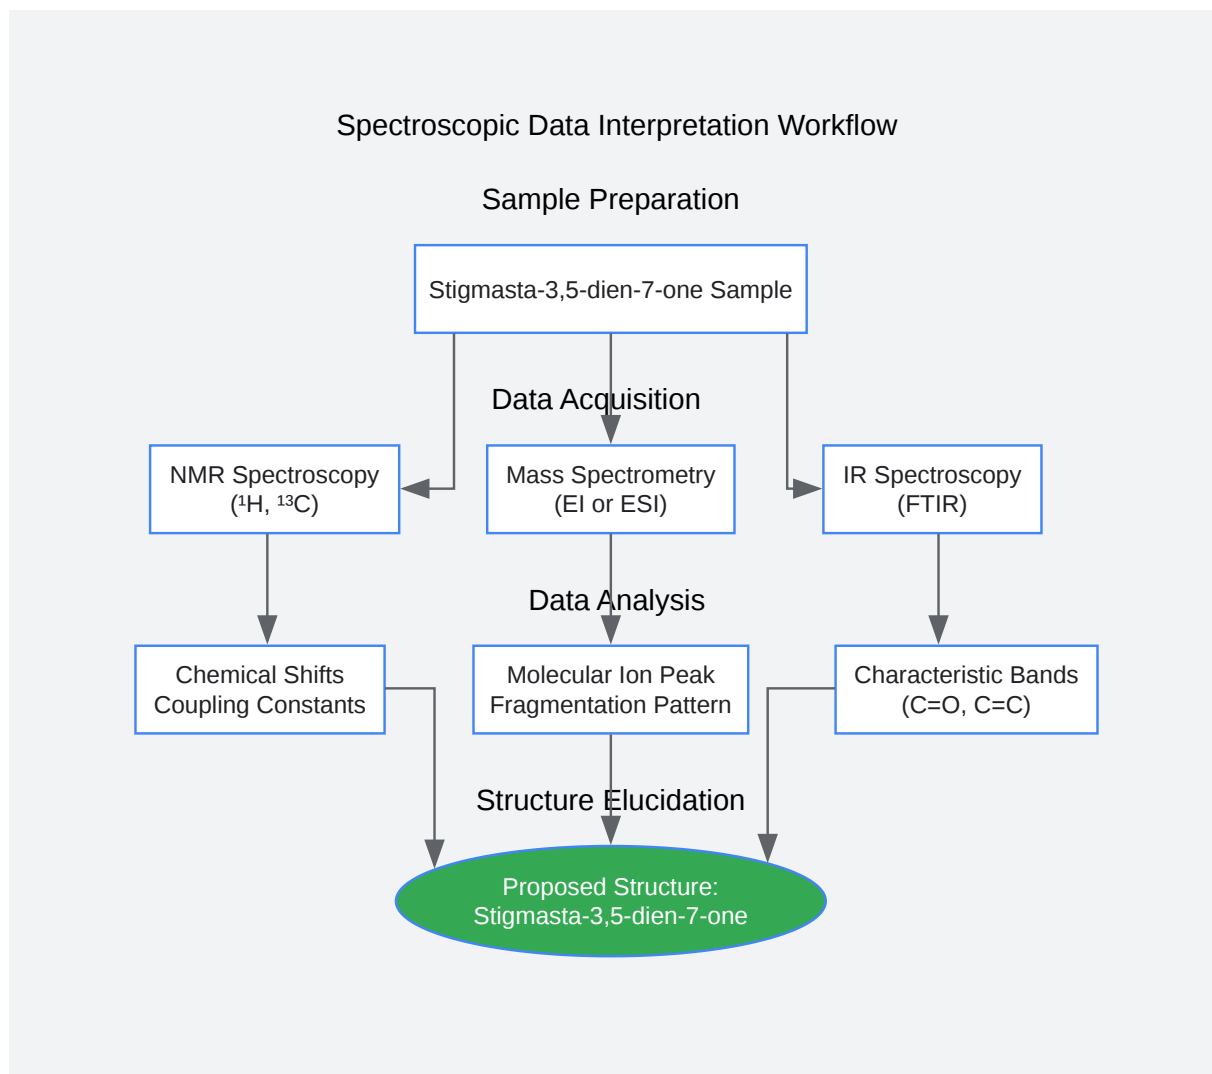 Spectroscopic Data Interpretation Workflow
Sample Preparation
Stigmasta-3,5-dien-7-one Sample
Data Acquisition
NMR Spectroscopy
(¹H, ¹³C)
Mass Spectrometry
(EI or ESI)
IR Spectroscopy
(FTIR)
Data Analysis
Chemical Shifts
Coupling Constants
Molecular Ion Peak
Fragmentation Pattern
Characteristic Bands
(C=O, C=C)
Structure Elucidation
Proposed Structure:
Stigmasta-3,5-dien-7-one